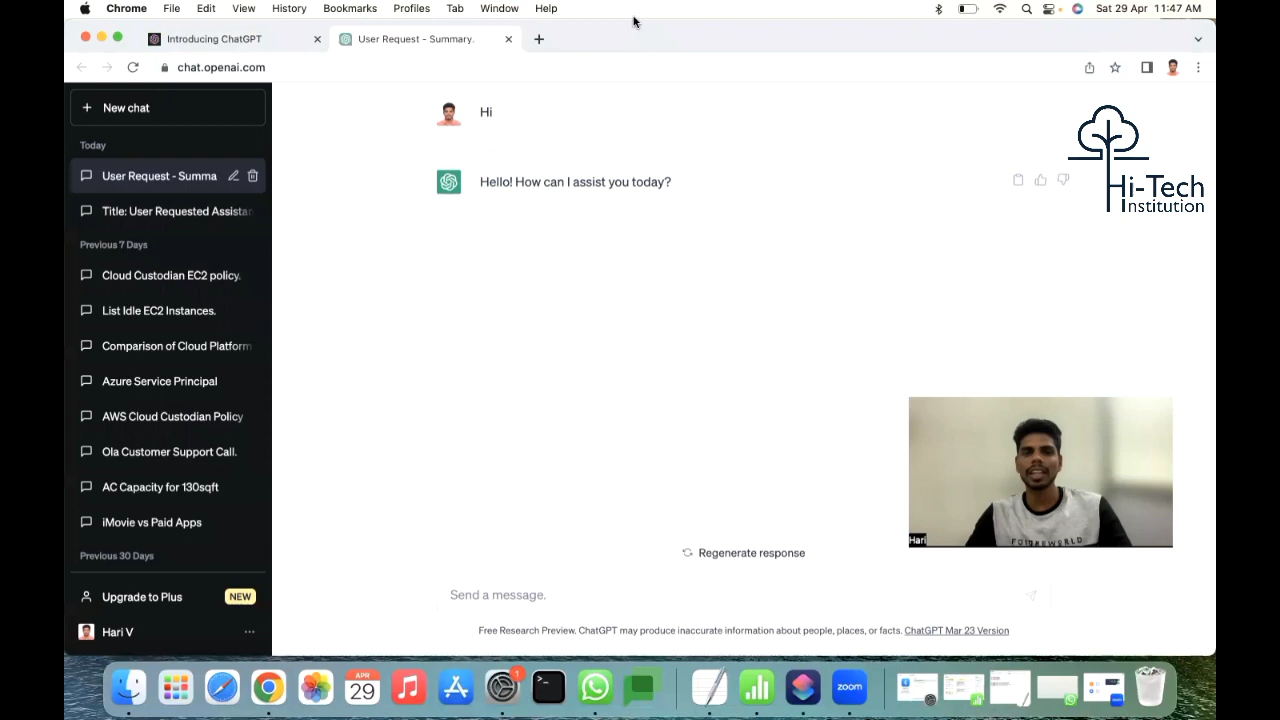 Chrome File Edit View History Bookmarks Profiles Tab Window Help Sat 29 Apr 11:47 AM
Introducing ChatGPT
User Request - Summary.
chat.openai.com
New chat
Today
User Request - Summa
Title: User Requested Assistan
Previous 7 Days
Cloud Custodian EC2 policy.
List Idle EC2 Instances.
Comparison of Cloud Platform
Azure Service Principal
AWS Cloud Custodian Policy
Ola Customer Support Call.
AC Capacity for 130sqft
iMovie vs Paid Apps
Previous 30 Days
Upgrade to Plus NEW
Hari V
Hi
Hello! How can I assist you today?
Hi-Tech
Institution
FUTUREWORLD
Hari
Regenerate response
Send a message.
Free Research Preview. ChatGPT may produce inaccurate information about people, places, or facts. ChatGPT Mar 23 Version
APR
29
1
zoom